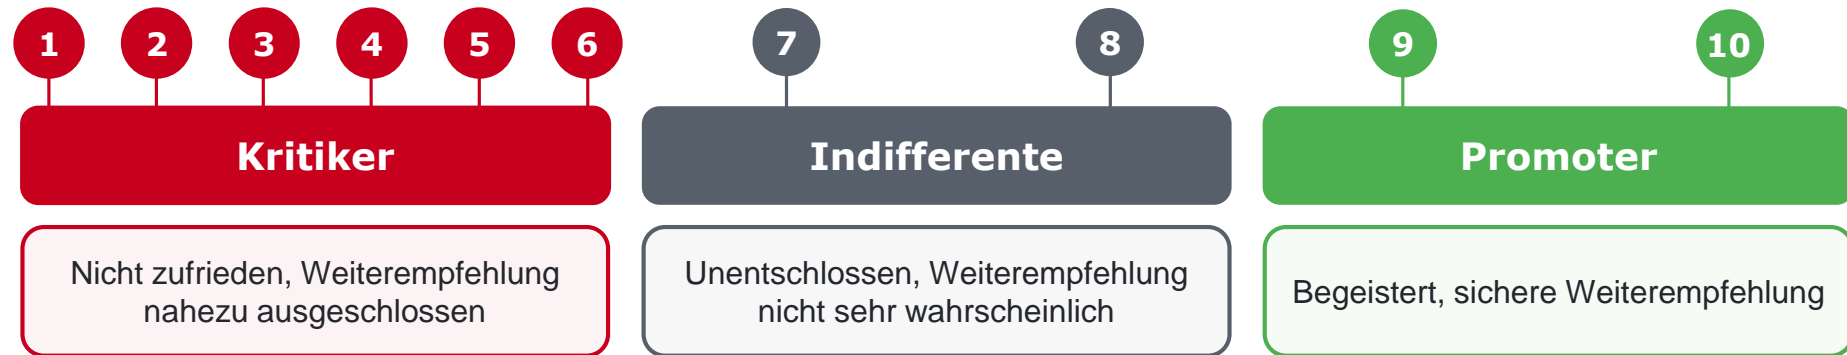 1 2 3 4 5 6 7 8 9 10
Kritiker
Indifferente
Promoter
Nicht zufrieden, Weiterempfehlung
nahezu ausgeschlossen
Unentschlossen, Weiterempfehlung
nicht sehr wahrscheinlich
Begeistert, sichere Weiterempfehlung